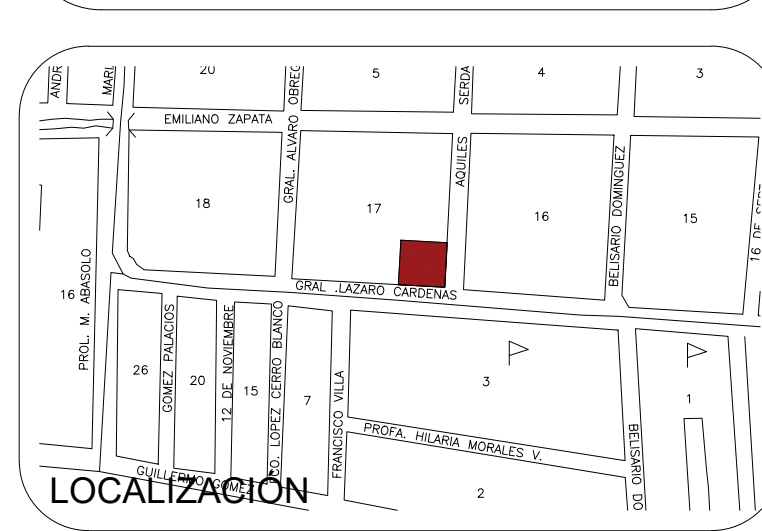 ANDR
MARI
20
GRAL. ALVARO OBREG
5
SERDA
4
3
EMILIANO ZAPATA
AQUILES
BELISARIO DOMINGUEZ
18
17
16
15
16 DE SEPT
GRAL .LAZARO CARDENAS
16
PROL. M. ABASOLO
26
GOMEZ PALACIOS
20
12 DE NOVIEMBRE
15
FCO. LOPEZ CERRO BLANCO
7
FRANCISCO VILLA
3
1
PROFA. HILARIA MORALES V.
BELISARIO DO
2
GUILLERMO GOMEZ
LOCALIZACION